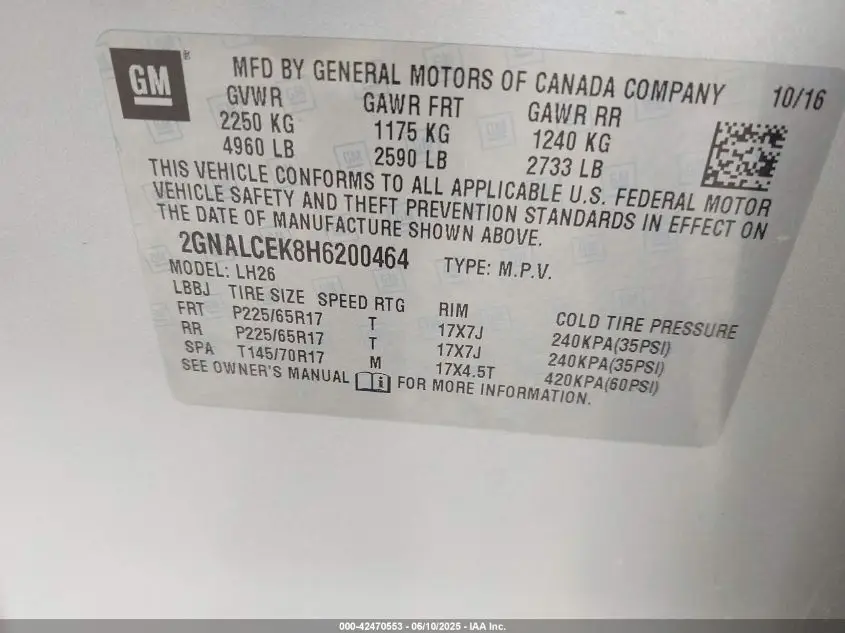 GM
MFD BY GENERAL MOTORS OF CANADA COMPANY 10/16
GVWR GAWR FRT GAWR RR
2250 KG 1175 KG 1240 KG
4960 LB 2590 LB 2733 LB
THIS VEHICLE CONFORMS TO ALL APPLICABLE U.S. FEDERAL MOTOR
VEHICLE SAFETY AND THEFT PREVENTION STANDARDS IN EFFECT ON
THE DATE OF MANUFACTURE SHOWN ABOVE.
2GNALCEK8H6200464 TYPE: M.P.V.
MODEL: LH26
LBBJ TIRE SIZE SPEED RTG RIM COLD TIRE PRESSURE
FRT P225/65R17 T 17X7J 240KPA(35PSI)
RR P225/65R17 T 17X7J 240KPA(35PSI)
SPA T145/70R17 M 17X4.5T 420KPA(60PSI)
SEE OWNER'S MANUAL FOR MORE INFORMATION.
000-42470553 - 06/10/2025 - IAA Inc.